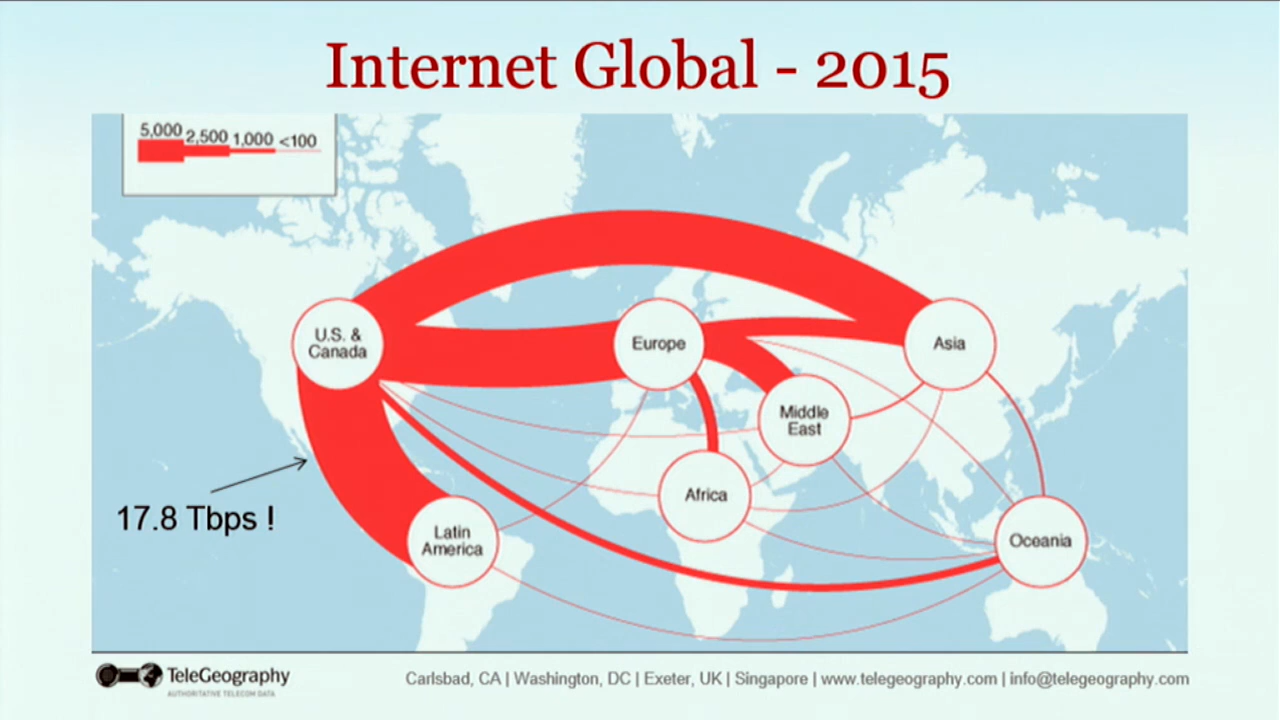 Internet Global - 2015
5,000 2,500 1,000 <100
U.S. &
Canada
Europe
Asia
Middle
East
Africa
17.8 Tbps !
Latin
America
Oceania
TeleGeography
AUTHORITATIVE TELECOM DATA
Carlsbad, CA | Washington, DC | Exeter, UK | Singapore | www.telegeography.com | info@telegeography.com